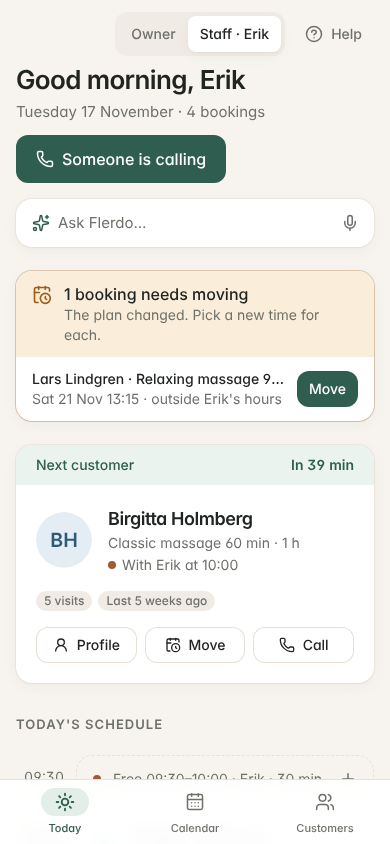 Owner
Staff · Erik
Help
Good morning, Erik
Tuesday 17 November · 4 bookings
Someone is calling
Ask Flerdo...
1 booking needs moving
The plan changed. Pick a new time for
each.
Lars Lindgren · Relaxing massage 9...
Sat 21 Nov 13:15 · outside Erik's hours
Move
Next customer
In 39 min
BH
Birgitta Holmberg
Classic massage 60 min · 1 h
With Erik at 10:00
5 visits
Last 5 weeks ago
Profile
Move
Call
TODAY'S SCHEDULE
09:30
Free 09:30–10:00 · Erik · 30 min
Today
Calendar
Customers